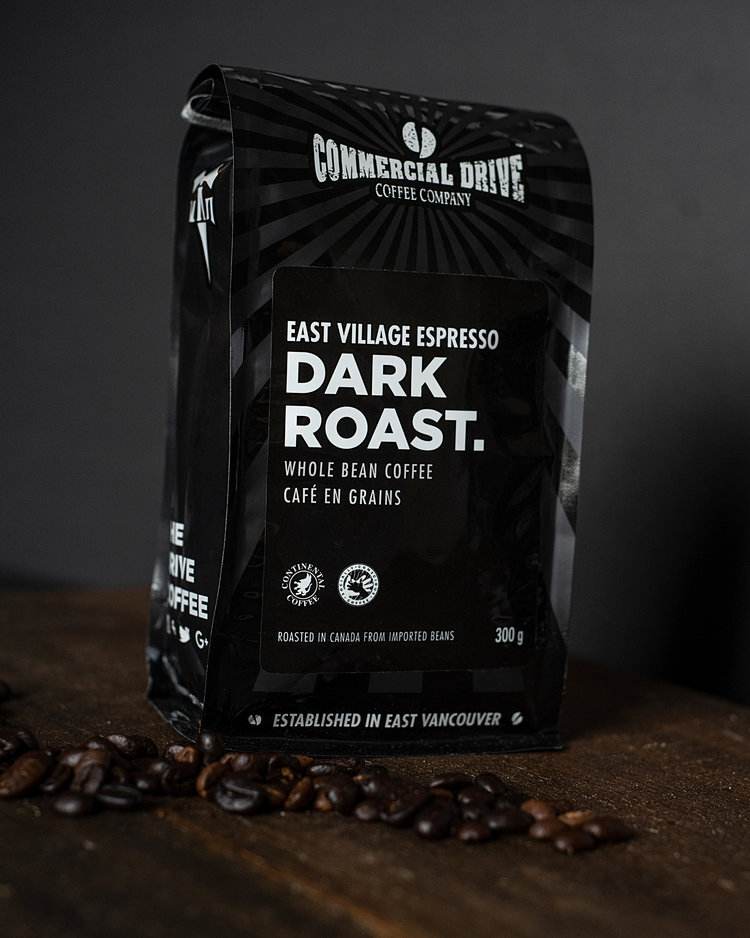 COMMERCIAL DRIVE
COFFEE COMPANY
EAST VILLAGE ESPRESSO
DARK
ROAST.
WHOLE BEAN COFFEE
CAFÉ EN GRAINS
CONTINENTAL
COFFEE
ROASTED IN CANADA FROM IMPORTED BEANS
300 g
ESTABLISHED IN EAST VANCOUVER
G+